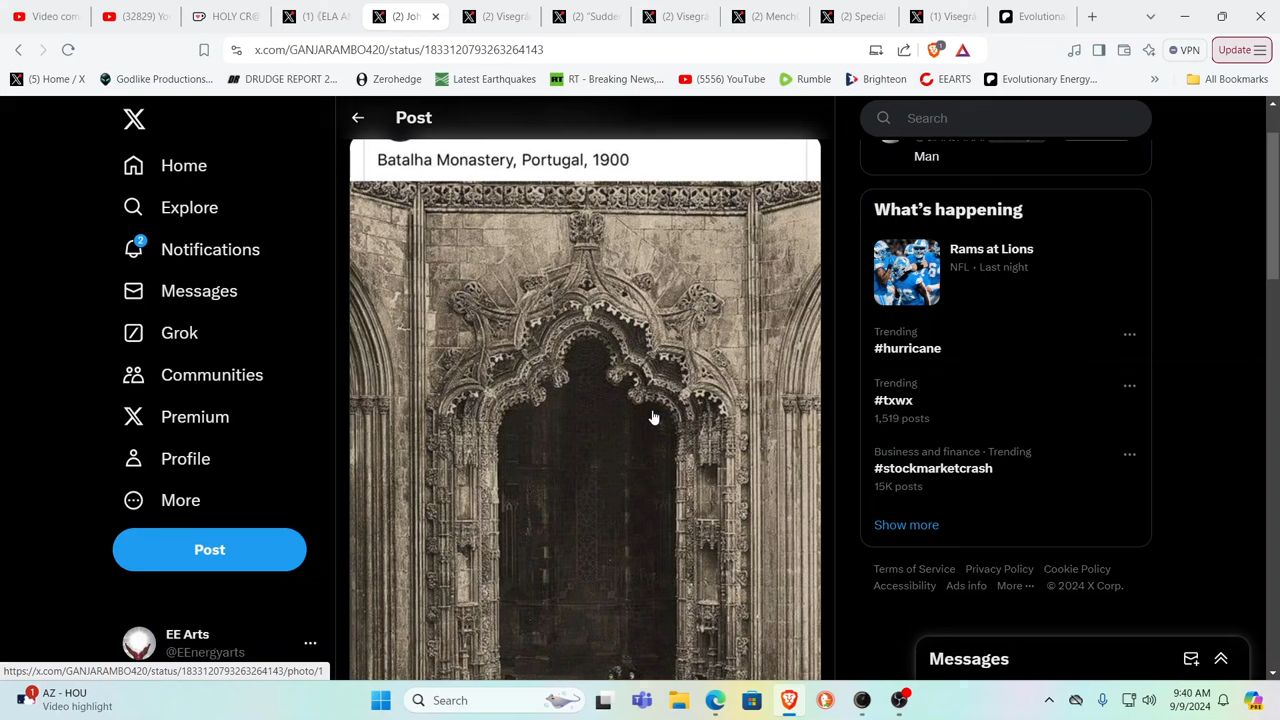 Video com
(32829) Yo
HOLY CR@
(1) (ELA A
(2) Joh
(2) Visegr
(2) "Sudde
(2) Visegra
(2) Mench
(2) Special
(1) Visegra
Evolutiona
x.com/GANJARAMBO420/status/1833120793263264143
1
VPN
Update
(5) Home / X
Godlike Productions...
DRUDGE REPORT 2...
Zerohedge
Latest Earthquakes
RT - Breaking News,...
(5556) YouTube
Rumble
Brighteon
EEARTS
Evolutionary Energy...
All Bookmarks
Post
Search
Man
Batalha Monastery, Portugal, 1900
Home
Explore
2
Notifications
Messages
Grok
Communities
Premium
Profile
More
Post
EE Arts
@EEnergyarts
What's happening
Rams at Lions
NFL · Last night
Trending
#hurricane
Trending
#txwx
1,519 posts
Business and finance · Trending
#stockmarketcrash
15K posts
Show more
Terms of Service Privacy Policy Cookie Policy
Accessibility Ads info More ··· © 2024 X Corp.
Messages
https://x.com/GANJARAMBO420/status/1833120793263264143/photo/1
1
AZ - HOU
Video highlight
Search
9:40 AM
9/9/2024